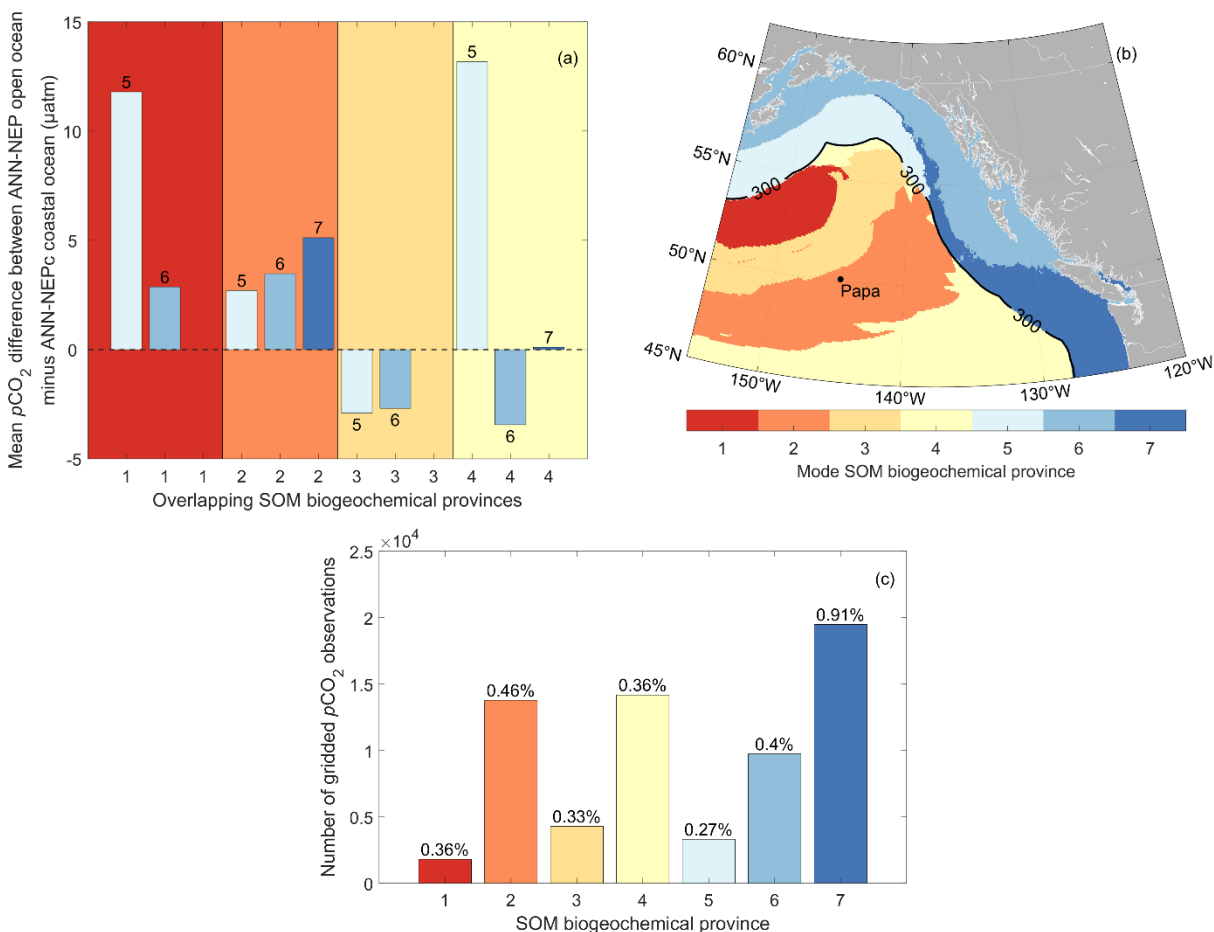 Mean pCO2 difference between ANN-NEP open ocean
minus ANN-NEPc coastal ocean (µatm)
15
10
5
0
-5
(a)
5
6
5
6
7
5
6
5
6
7
1 1 1 2 2 2 3 3 3 4 4 4
Overlapping SOM biogeochemical provinces
(b)
60°N
55°N
50°N
45°N
300
300
300
Papa
150°W
140°W
130°W
120°W
1 2 3 4 5 6 7
Mode SOM biogeochemical province
×10^4
Number of gridded pCO2 observations
2.5
2
1.5
1
0.5
0
(c)
0.36%
0.46%
0.33%
0.36%
0.27%
0.4%
0.91%
1 2 3 4 5 6 7
SOM biogeochemical province